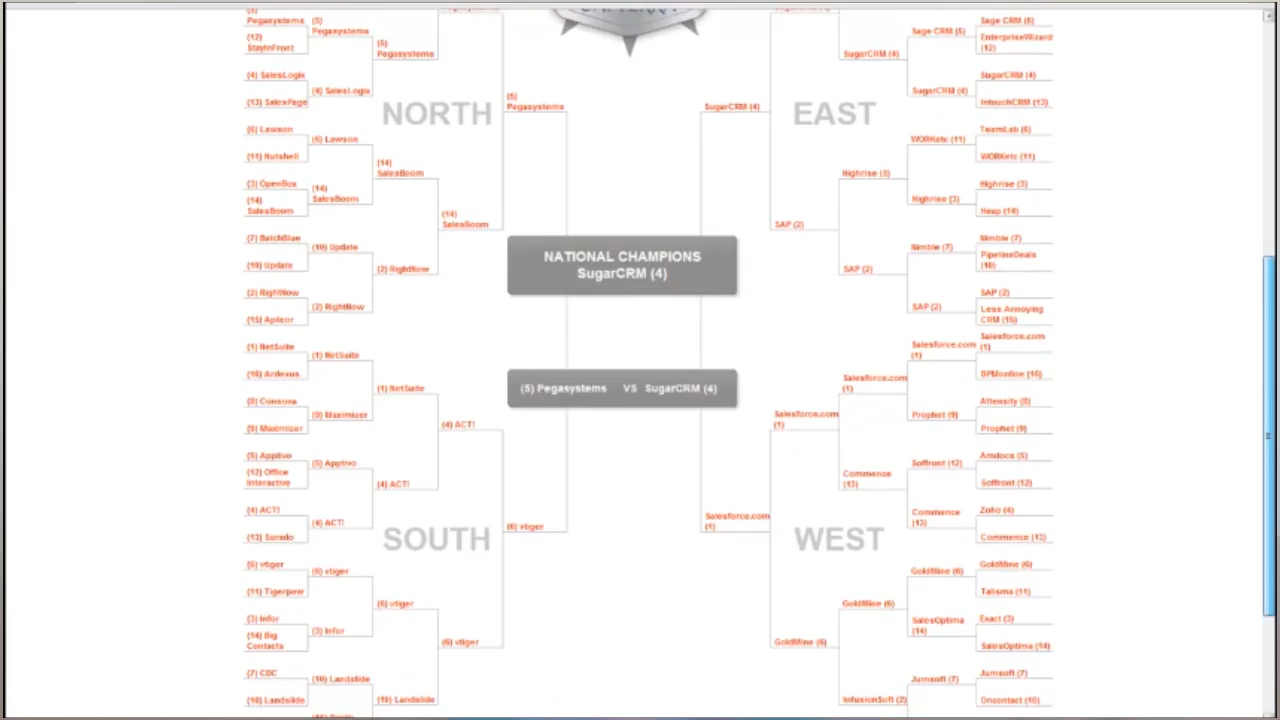 Pegasystems
(12)
StayInFront
(4) SalesLogix
(13) SalesPage
(6) Lawson
(11) Nutshell
(3) OpenBox
(14)
SalesBoom
(7) BatchBlue
(10) Update
(2) RightNow
(15) Aplicor
(1) NetSuite
(16) Ardexus
(8) Consona
(9) Maximizer
(5) Apptivo
(12) Office
Interactive
(4) ACT!
(13) Surado
(6) vtiger
(11) Tigerpaw
(3) Infor
(14) Big
Contacts
(7) CDC
(10) Landslide
(5)
Pegasystems
(4) SalesLogix
(6) Lawson
(14)
SalesBoom
(10) Update
(2) RightNow
(1) NetSuite
(9) Maximizer
(5) Apptivo
(4) ACT!
(6) vtiger
(3) Infor
(10) Landslide
(5)
Pegasystems
(14)
SalesBoom
(2) RightNow
(1) NetSuite
(4) ACT!
(6) vtiger
(10) Landslide
NORTH
(14)
SalesBoom
(4) ACT!
SOUTH
(6) vtiger
(5)
Pegasystems
(6) vtiger
NATIONAL CHAMPIONS
SugarCRM (4)
(5) Pegasystems VS SugarCRM (4)
SugarCRM (4)
Salesforce.com
(1)
EAST
SAP (2)
Salesforce.com
(1)
WEST
GoldMine (6)
SugarCRM (4)
Highrise (3)
SAP (2)
Salesforce.com
(1)
Commence
(13)
GoldMine (6)
InfusionSoft (2)
Sage CRM (5)
SugarCRM (4)
WORKetc (11)
Highrise (3)
Nimble (7)
SAP (2)
Salesforce.com
(1)
Prophet (9)
Soffront (12)
Commence
(13)
GoldMine (6)
SalesOptima
(14)
Jumsoft (7)
Sage CRM (5)
EnterpriseWizard
(12)
SugarCRM (4)
IntouchCRM (13)
TeamLab (6)
WORKetc (11)
Highrise (3)
Heap (14)
Nimble (7)
PipelineDeals
(10)
SAP (2)
Less Annoying
CRM (15)
Salesforce.com
(1)
BPMonline (16)
Attensity (8)
Prophet (9)
Amdocs (5)
Soffront (12)
Zoho (4)
Commence (13)
GoldMine (6)
Talisma (11)
Exact (3)
SalesOptima (14)
Jumsoft (7)
Oncontact (10)